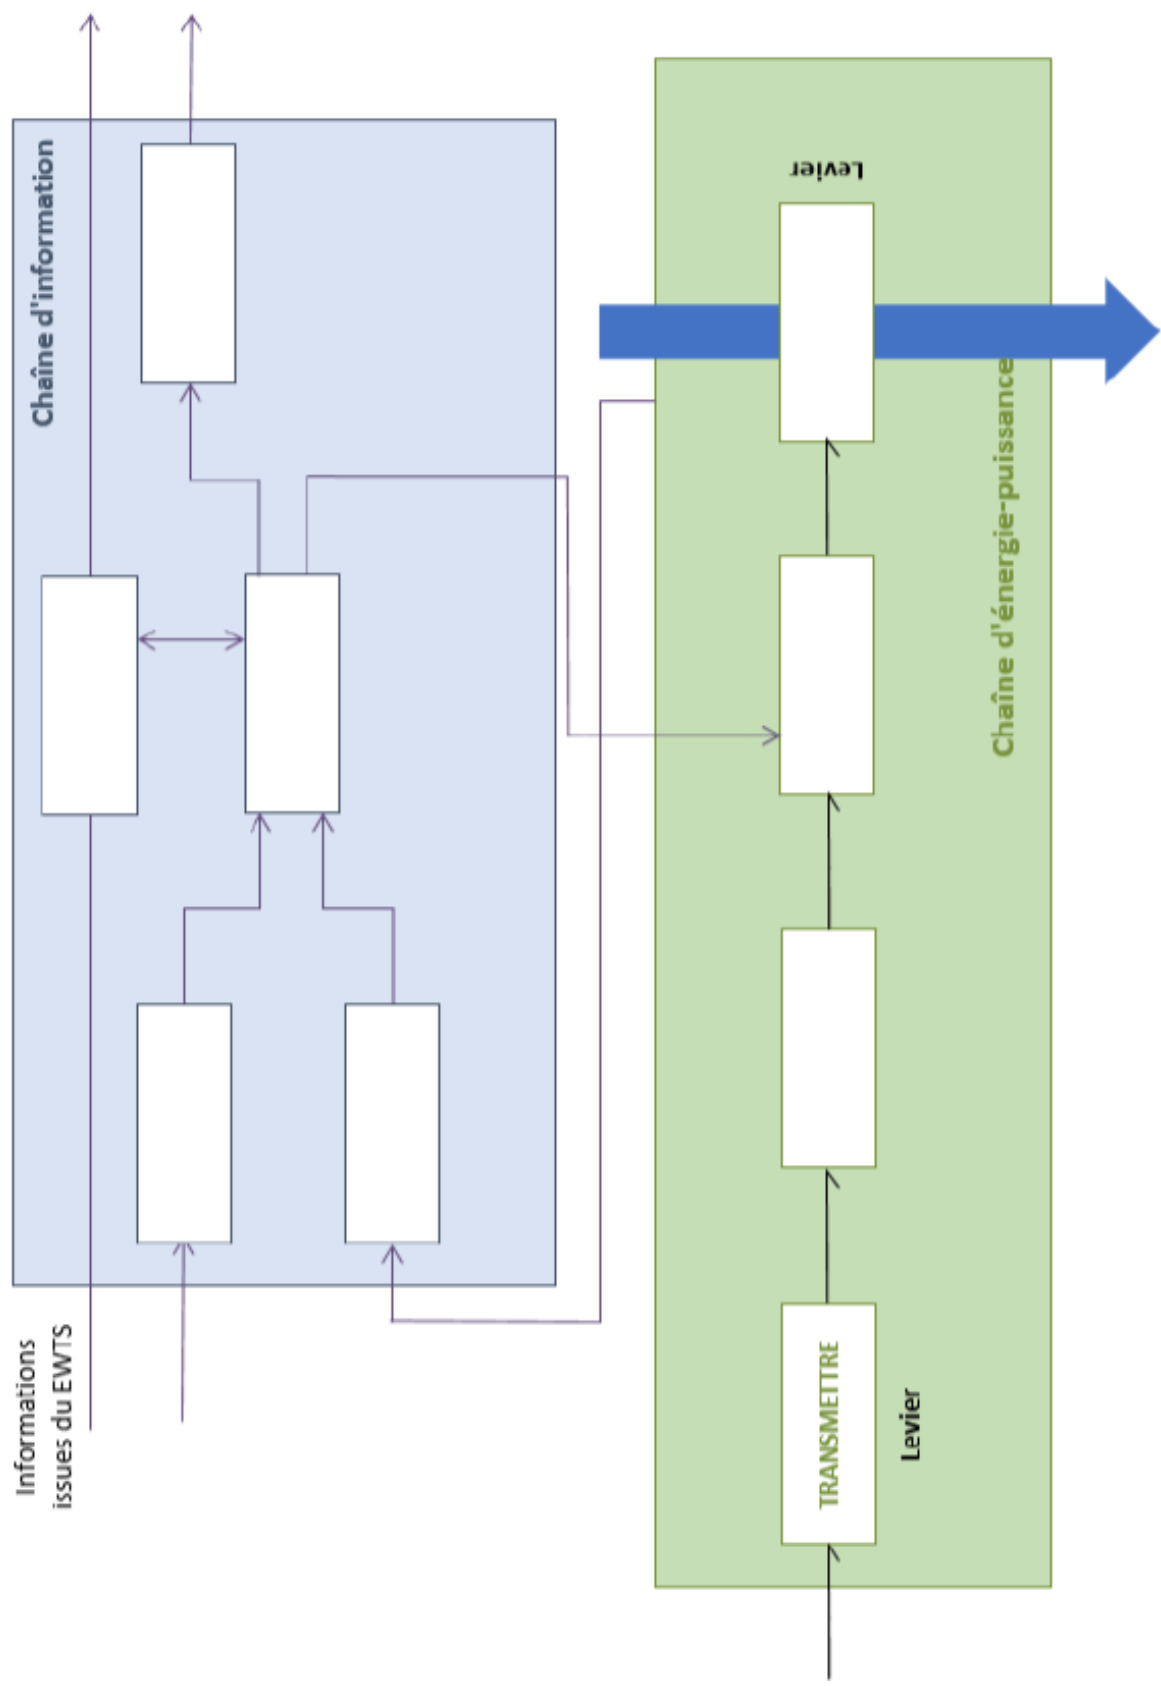 Informations
issues du EWTS
Chaîne d'information
Levier
TRANSMETTRE
Levier
Chaîne d'énergie-puissance